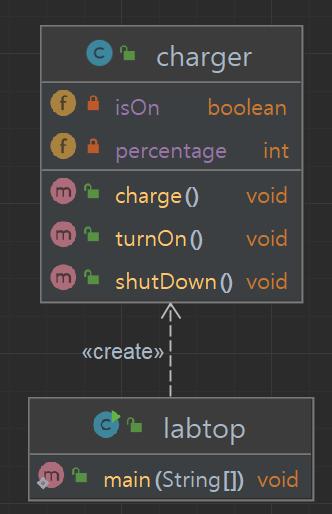 charger
isOn boolean
percentage int
charge() void
turnOn() void
shutDown() void
«create»
labtop
main(String[]) void